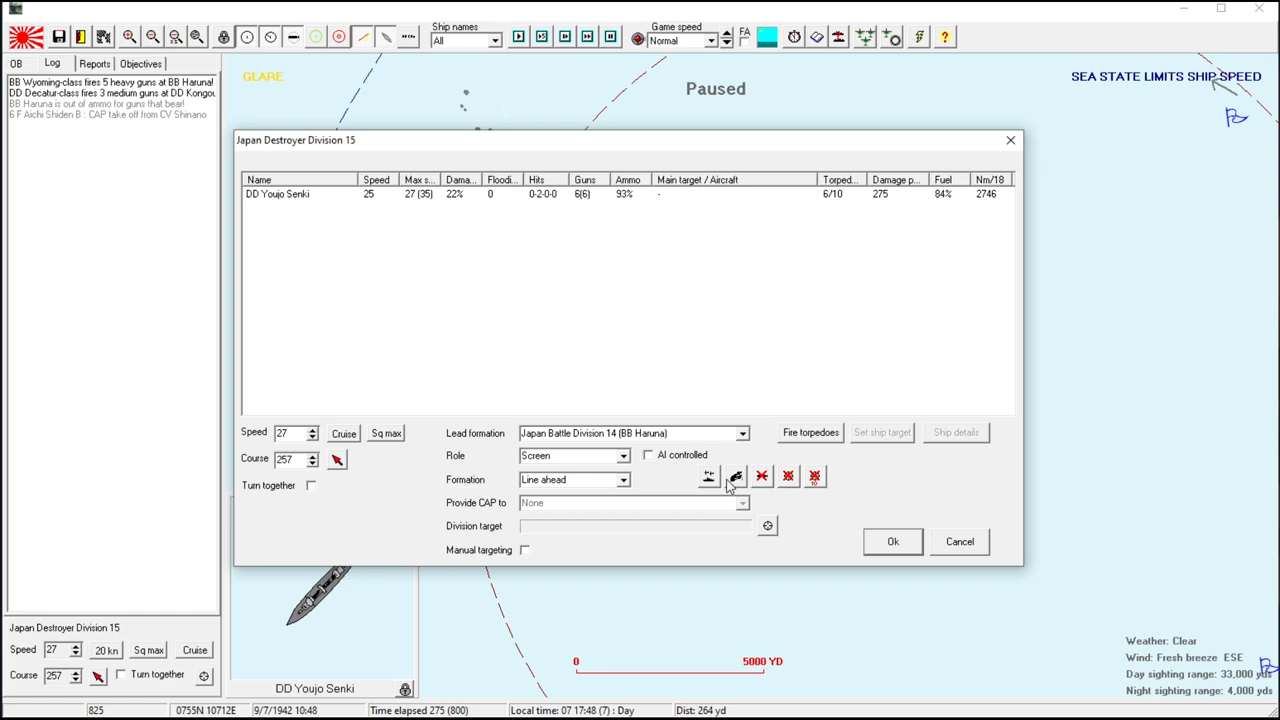 Ship names
Game speed
All
Normal
FA
OB
Log
Reports
Objectives
BB Wyoming-class fires 5 heavy guns at BB Haruna!
DD Decatur-class fires 3 medium guns at DD Kongou
BB Haruna is out of ammo for guns that bear!
6 F Aichi Shiden B : CAP take off from CV Shinano
GLARE
Paused
SEA STATE LIMITS SHIP SPEED
Japan Destroyer Division 15
Name Speed Max s... Dama... Floodi... Hits Guns Ammo Main target / Aircraft Torped... Damage p... Fuel Nm/18
DD Youjo Senki 25 27 (35) 22% 0 0-2-0-0 6(6) 93% - 6/10 275 84% 2746
Speed 27 Cruise Sq max
Course 257
Turn together
Lead formation Japan Battle Division 14 (BB Haruna)
Role Screen AI controlled
Formation Line ahead
Provide CAP to None
Division target
Manual targeting
Fire torpedoes Set ship target Ship details
10
Ok Cancel
Japan Destroyer Division 15
Speed 27 20 kn Sq max Cruise
Course 257 Turn together
DD Youjo Senki
0 5000 YD
Weather: Clear
Wind: Fresh breeze ESE
Day sighting range: 33,000 yds
Night sighting range: 4,000 yds
825 0755N 10712E 9/7/1942 10:48 Time elapsed 275 (800) Local time: 07 17:48 (7) : Day Dist: 264 yd